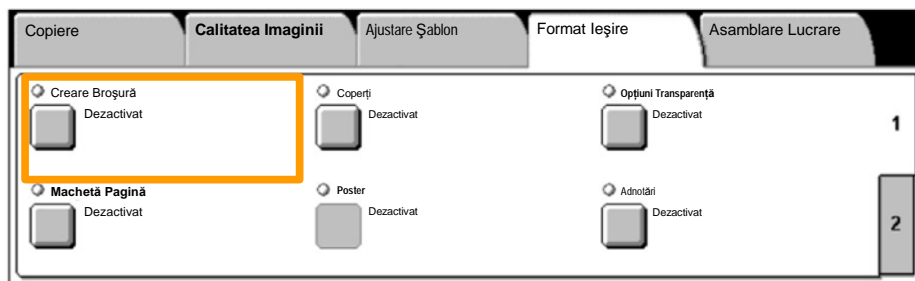 Copiere Calitatea Imaginii Ajustare Şablon Format Ieşire Asamblare Lucrare
Creare Broşură Coperţi Opţiuni Transparenţă
Dezactivat Dezactivat Dezactivat
1
Machetă Pagină Poster Adnotări
Dezactivat Dezactivat Dezactivat
2